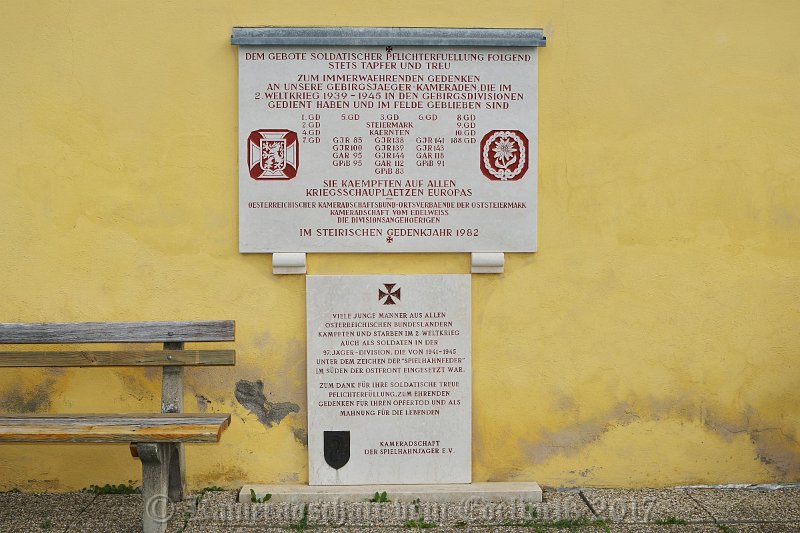 DEM GEBOTE SOLDATISCHER PFLICHTERFUELLUNG FOLGEND
STETS TAPFER UND TREU
ZUM IMMERWAEHRENDEN GEDENKEN
AN UNSERE GEBIRGSJAEGER-KAMERADEN, DIE IM
2. WELTKRIEG 1939 - 1945 IN DEN GEBIRGSDIVISIONEN
GEDIENT HABEN UND IM FELDE GEBLIEBEN SIND
1. GD 5. GD 3. GD 6. GD 8. GD
2. GD STEIERMARK 9. GD
4. GD KAERNTEN 10. GD
7. GD GJR 85 GJR 138 GJR 141 188. GD
GJR 100 GJR 139 GJR 143
GAR 95 GJR 144 GAR 118
GPiB 95 GAR 112 GPiB 91
GPiB 83
SIE KAEMPFTEN AUF ALLEN
KRIEGSSCHAUPLAETZEN EUROPAS
OESTERREICHISCHER KAMERADSCHAFTSBUND-ORTSVERBAENDE DER OSTSTEIERMARK
KAMERADSCHAFT VOM EDELWEISS
DIE DIVISIONSANGEHOERIGEN
IM STEIRISCHEN GEDENKJAHR 1982
VIELE JUNGE MÄNNER AUS ALLEN
ÖSTERREICHISCHEN BUNDESLÄNDERN
KÄMPFTEN UND STARBEN IM 2. WELTKRIEG
AUCH ALS SOLDATEN IN DER
97. JÄGER-DIVISION, DIE VON 1941-1945
UNTER DEM ZEICHEN DER "SPIELHAHNFEDER"
IM SÜDEN DER OSTFRONT EINGESETZT WAR.
ZUM DANK FÜR IHRE SOLDATISCHE TREUE
PFLICHTERFÜLLUNG, ZUM EHRENDEN
GEDENKEN FÜR IHREN OPFERTOD UND ALS
MAHNUNG FÜR DIE LEBENDEN
KAMERADSCHAFT
DER SPIELHAHNJÄGER E.V.
© Kameradschaft vom Edelweiß 2017